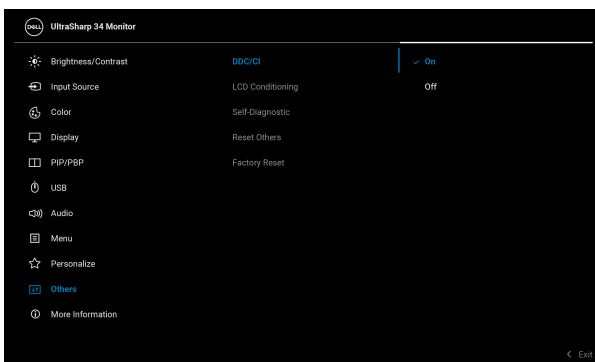 DELL UltraSharp 34 Monitor
Brightness/Contrast DDC/CI On
Input Source LCD Conditioning Off
Color Self-Diagnostic
Display Reset Others
PIP/PBP Factory Reset
USB
Audio
Menu
Personalize
Others
More Information
Exit